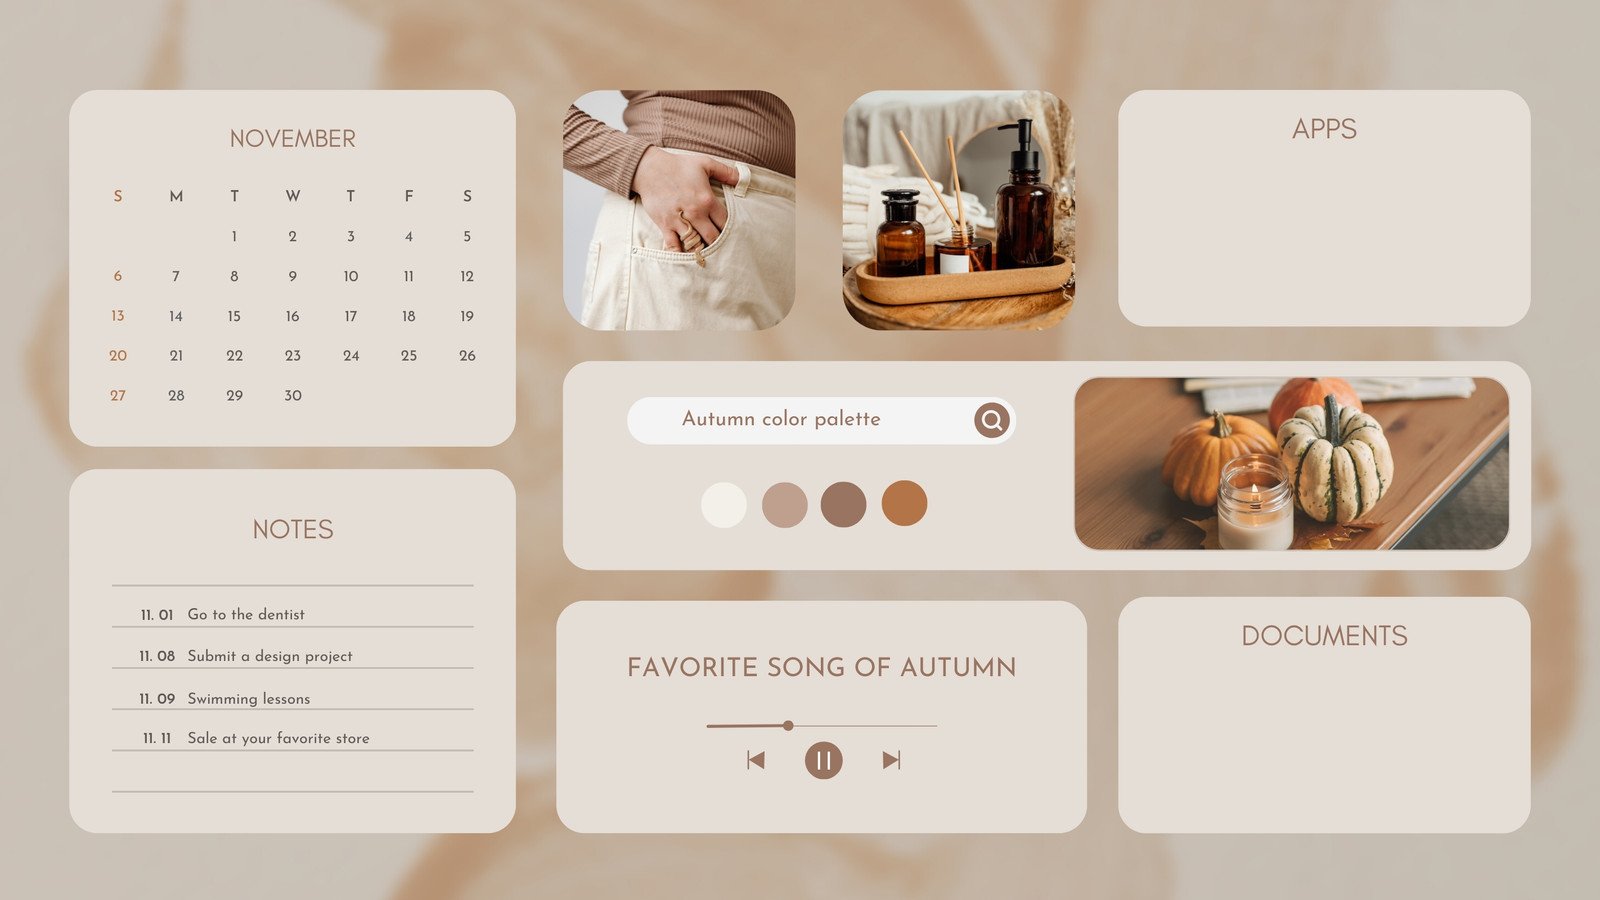 NOVEMBER
S M T W T F S
1 2 3 4 5
6 7 8 9 10 11 12
13 14 15 16 17 18 19
20 21 22 23 24 25 26
27 28 29 30
NOTES
11. 01 Go to the dentist
11. 08 Submit a design project
11. 09 Swimming lessons
11. 11 Sale at your favorite store
APPS
Autumn color palette
FAVORITE SONG OF AUTUMN
DOCUMENTS